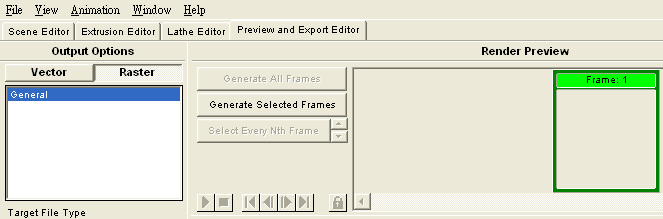 File View Animation Window Help
Scene Editor Extrusion Editor Lathe Editor Preview and Export Editor
Output Options Render Preview
Vector Raster
General
Generate All Frames
Generate Selected Frames
Select Every Nth Frame
Frame: 1
Target File Type